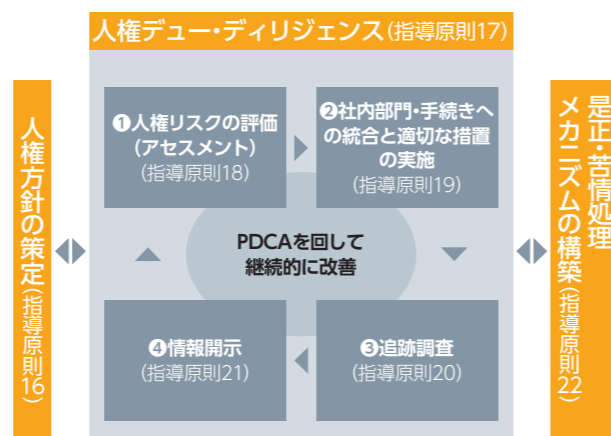 人権デュー・ディリジェンス(指導原則17)
人権方針の策定(指導原則16)
❶人権リスクの評価
(アセスメント)
(指導原則18)
❷社内部門・手続きへ
の統合と適切な措置
の実施
(指導原則19)
PDCAを回して
継続的に改善
❹情報開示
(指導原則21)
❸追跡調査
(指導原則20)
是正・苦情処理
メカニズムの構築(指導原則22)